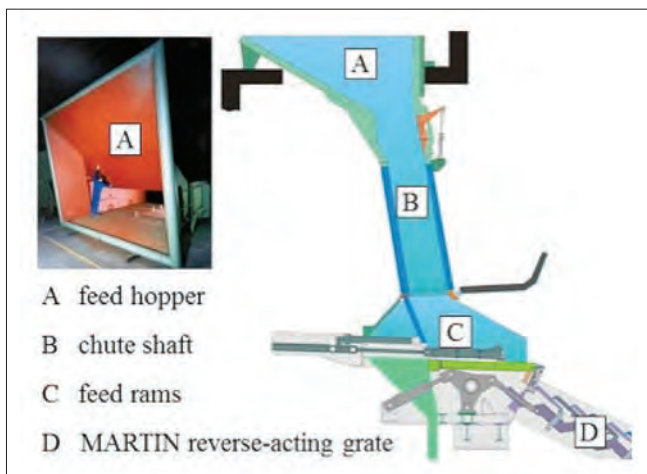 A
A
B
C
D
A feed hopper
B chute shaft
C feed rams
D MARTIN reverse-acting grate